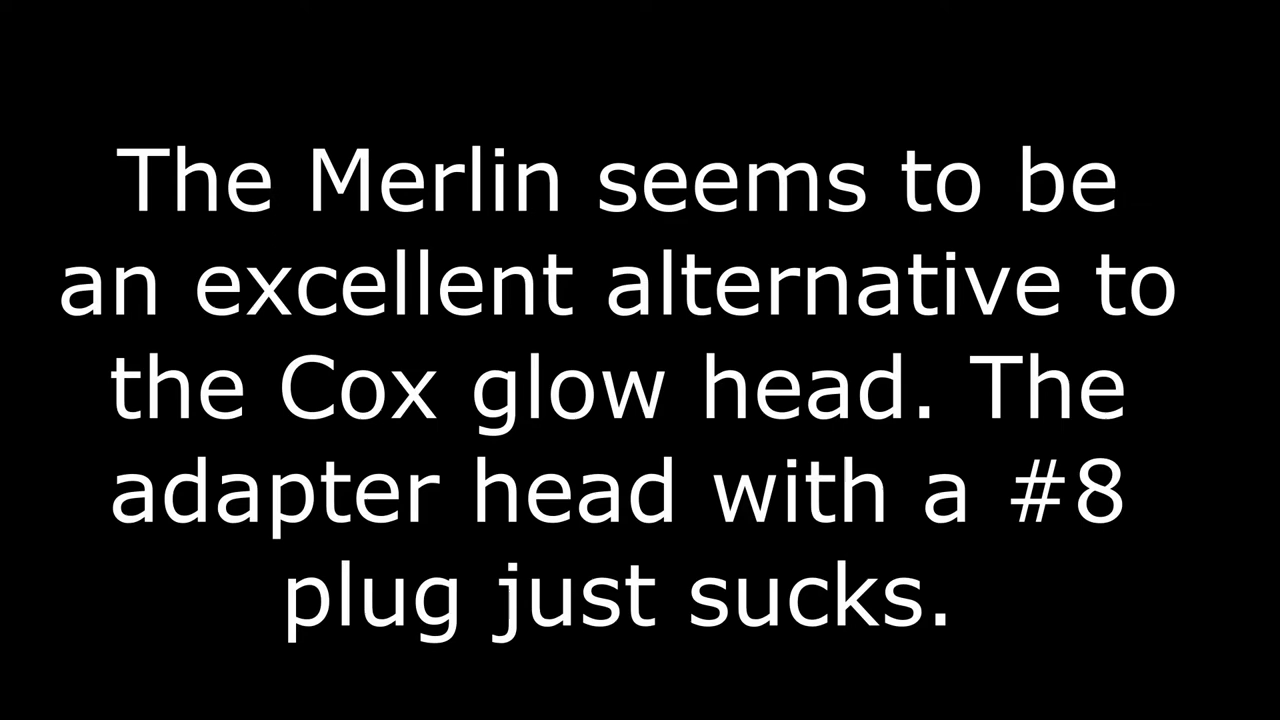 The Merlin seems to be
an excellent alternative to
the Cox glow head. The
adapter head with a #8
plug just sucks.